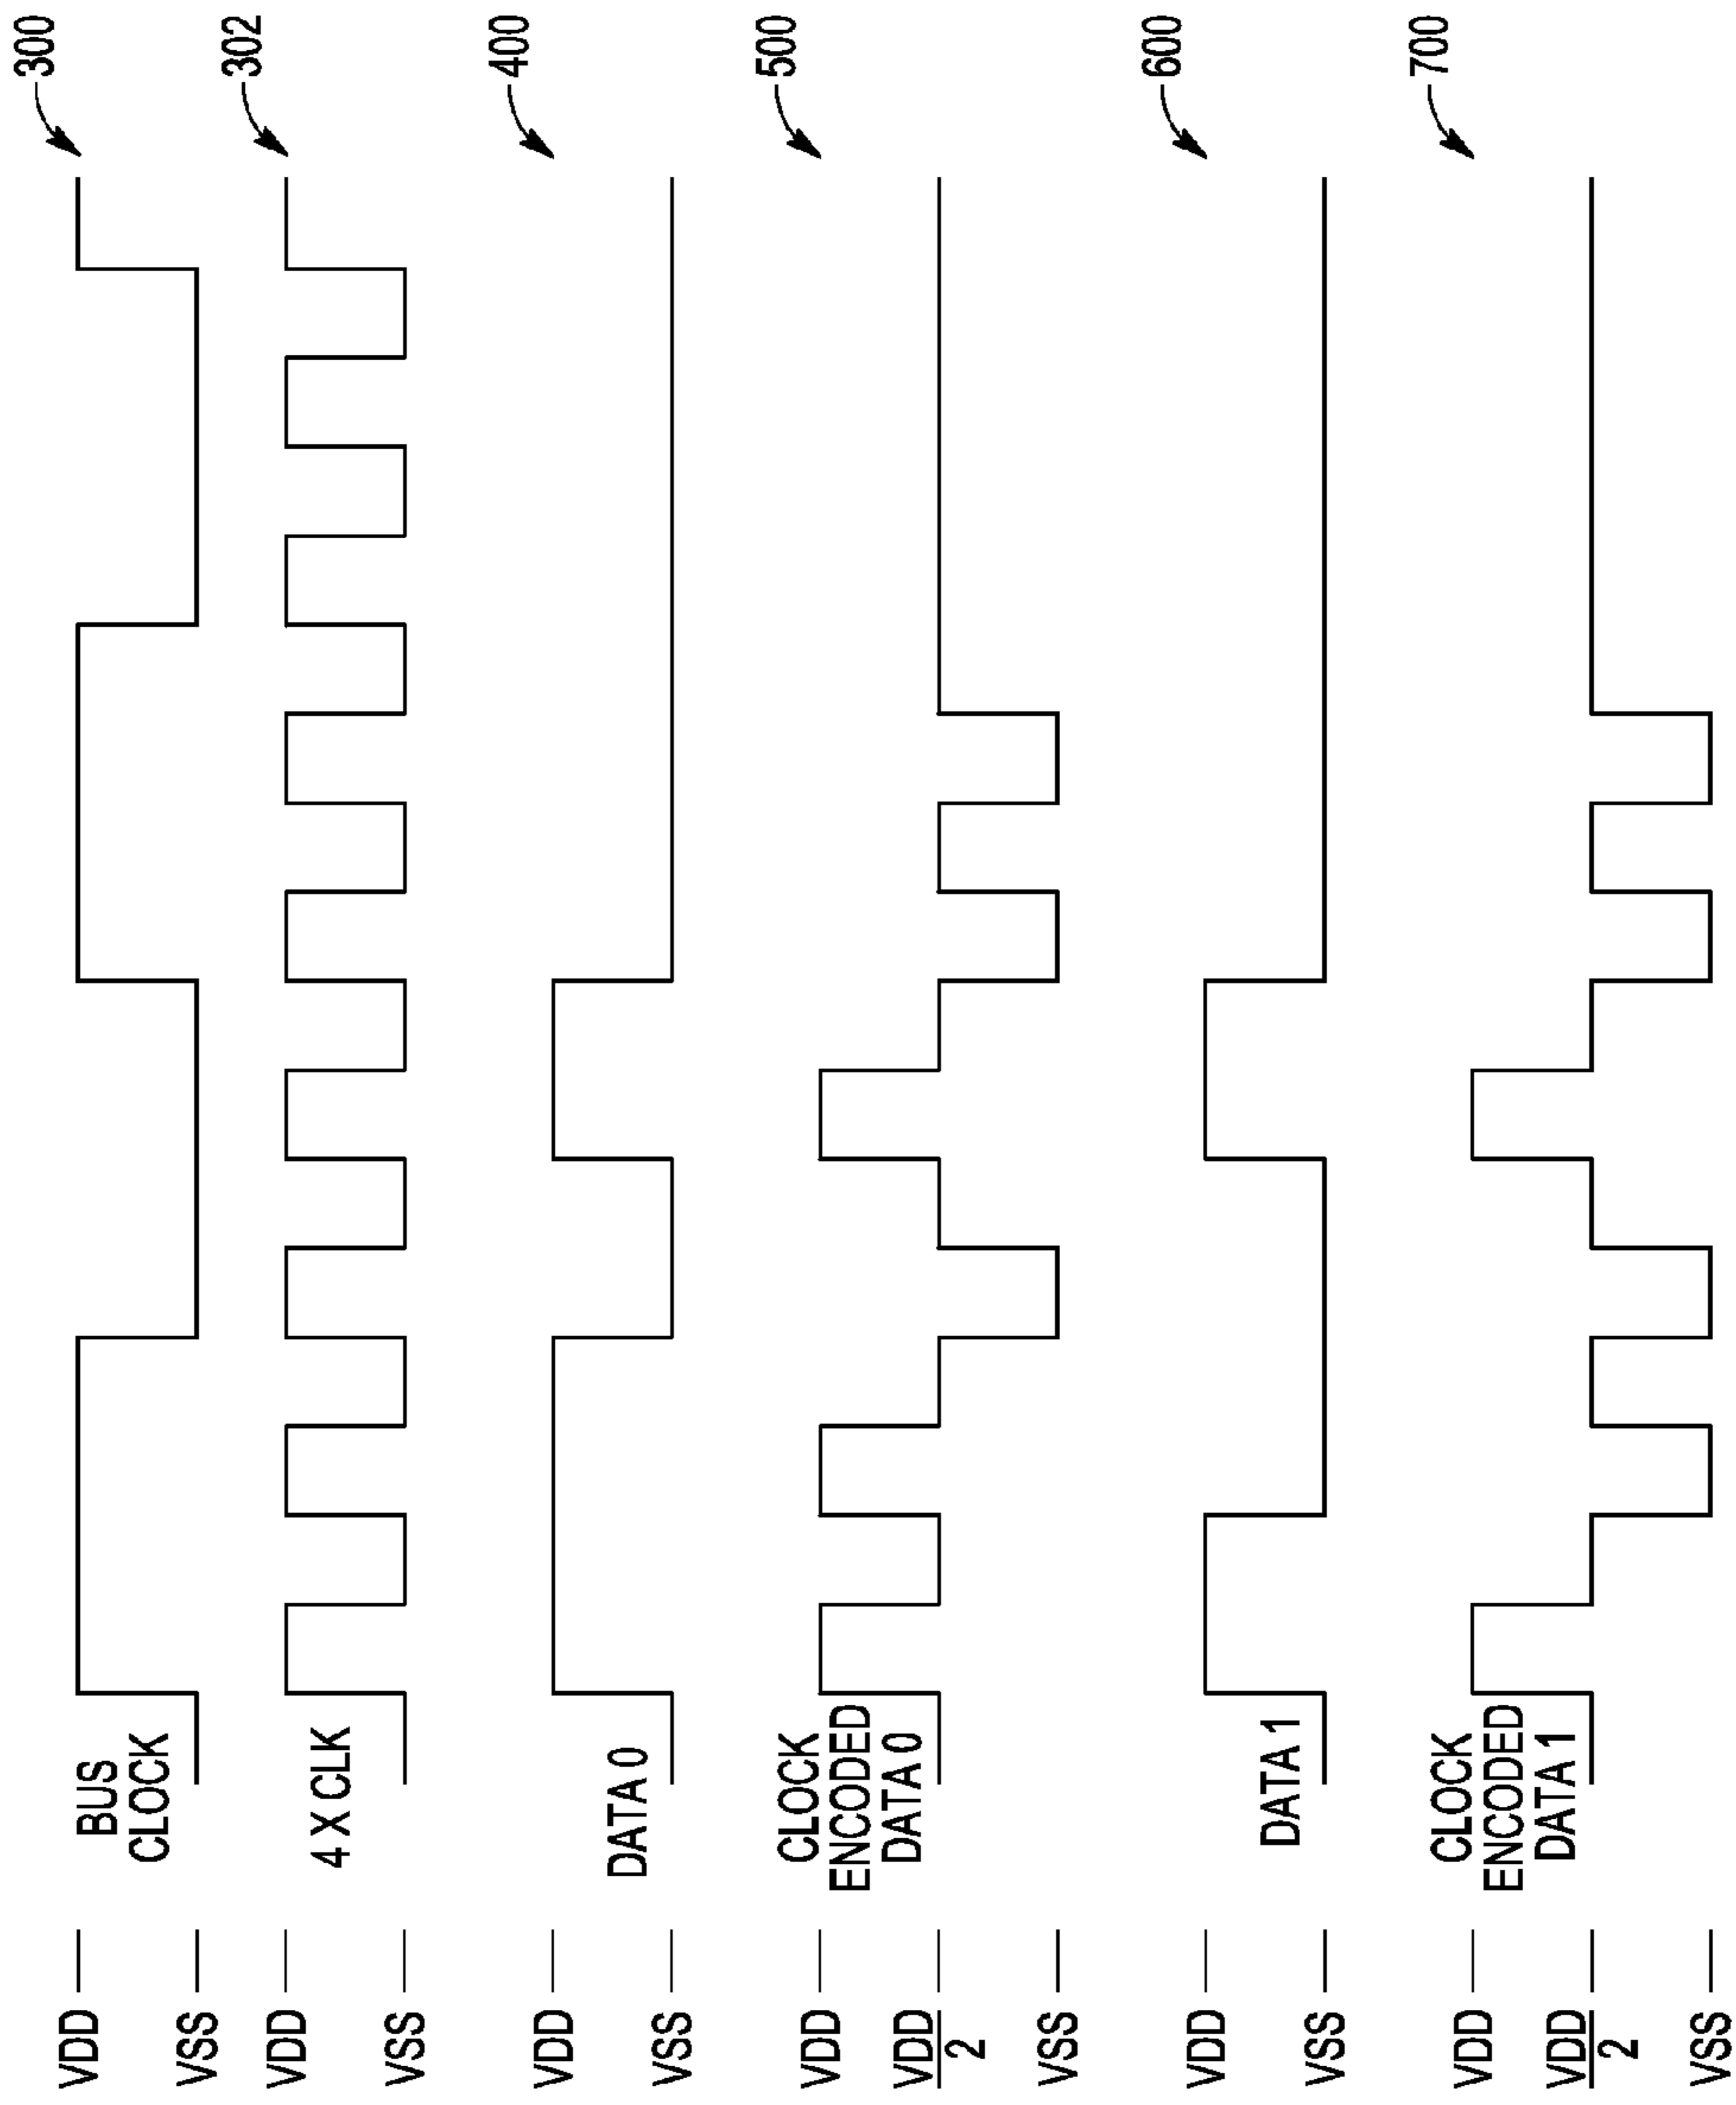 VDD
BUS
CLOCK
VSS
300
VDD
4 X CLK
VSS
302
VDD
DATA 0
VSS
400
VDD
CLOCK
ENCODED
DATA 0
VDD
2
VSS
500
VDD
DATA 1
VSS
600
VDD
CLOCK
ENCODED
DATA 1
VDD
2
VSS
700